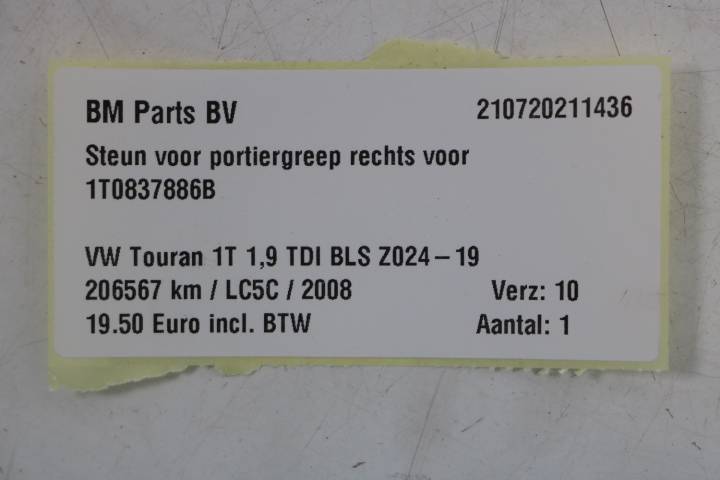 BM Parts BV 210720211436
Steun voor portiergreep rechts voor
1T0837886B
VW Touran 1T 1,9 TDI BLS Z024-19
206567 km / LC5C / 2008 Verz: 10
19.50 Euro incl. BTW Aantal: 1